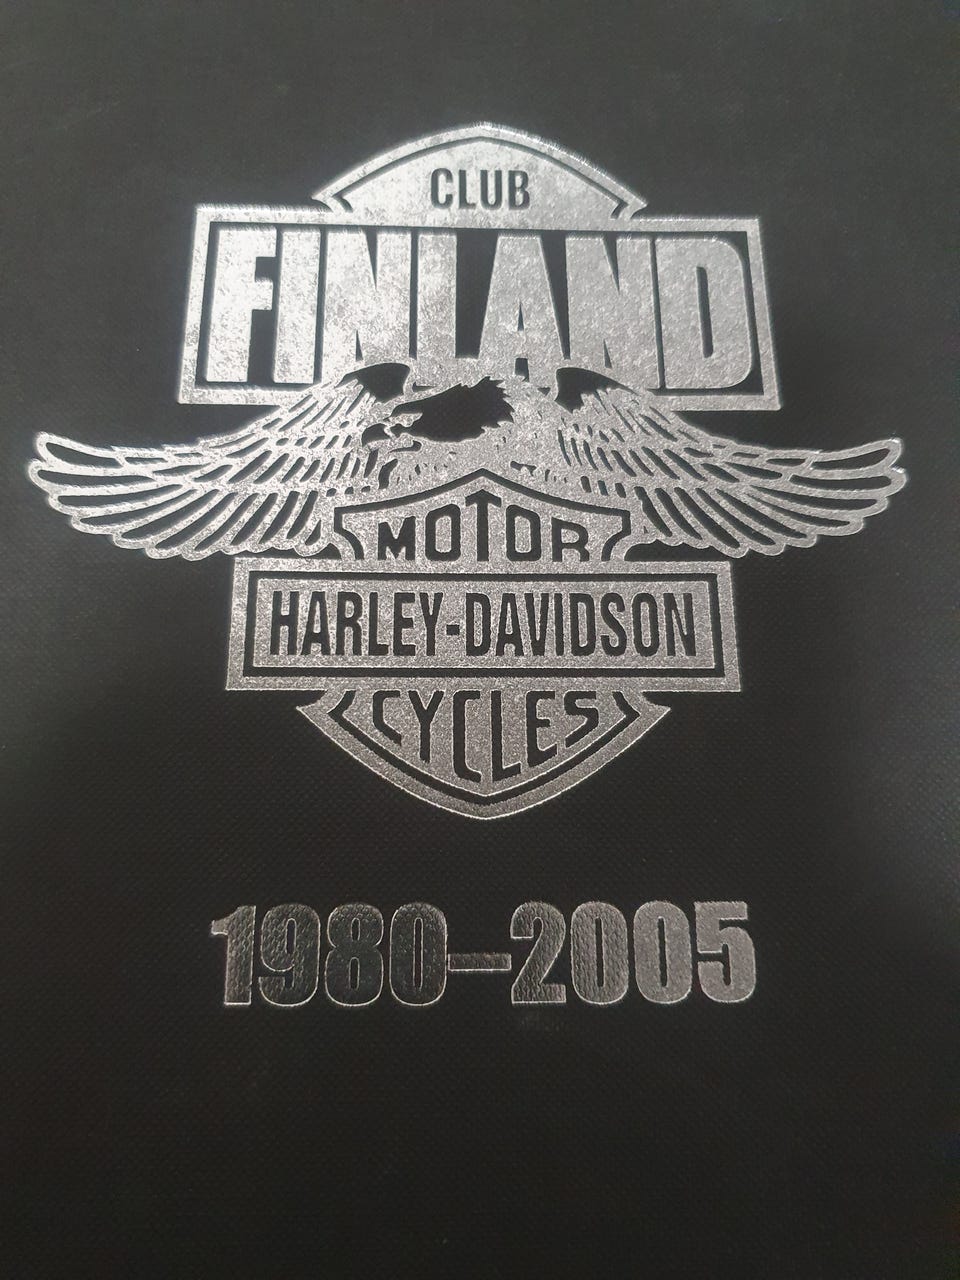 CLUB
FINLAND
MOTOR
HARLEY-DAVIDSON
CYCLES
1980–2005